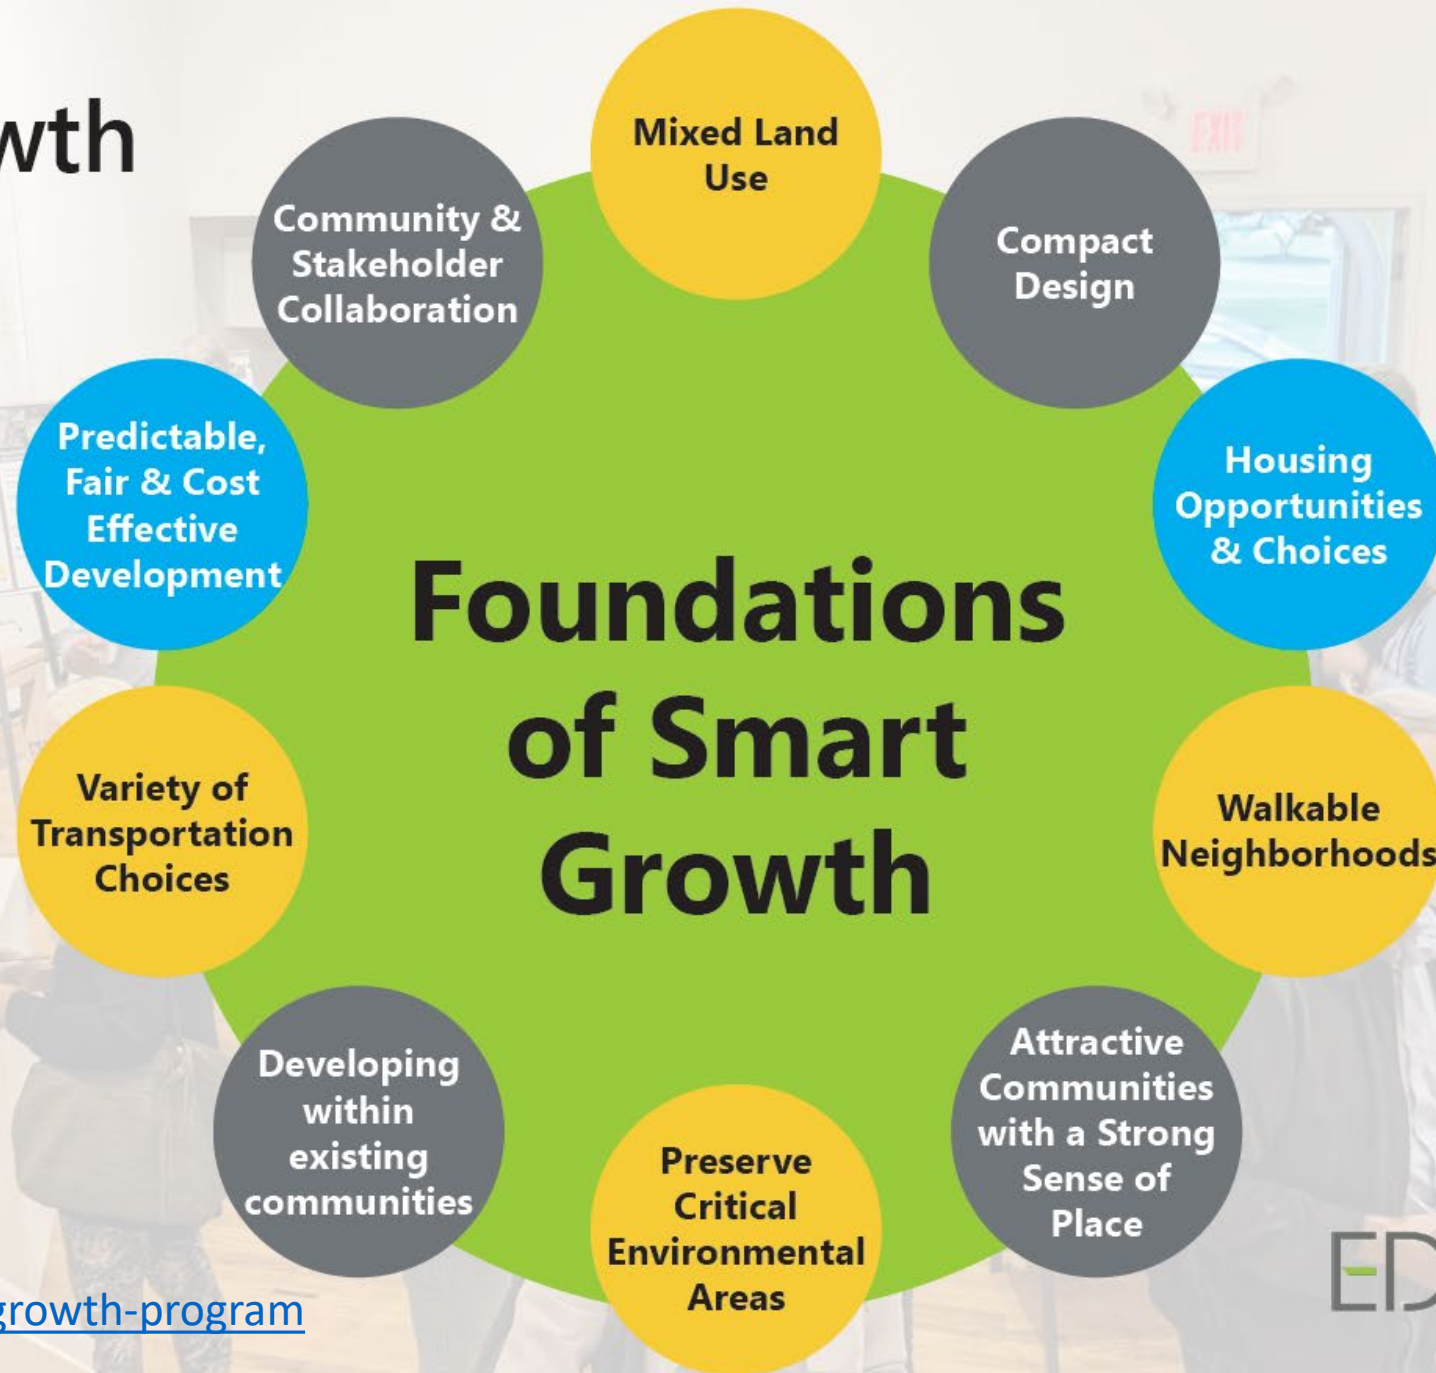 wth
Mixed Land
Use
Community &
Stakeholder
Collaboration
Compact
Design
EXIT
Predictable,
Fair & Cost
Effective
Development
Housing
Opportunities
& Choices
Foundations
of Smart
Growth
Variety of
Transportation
Choices
Walkable
Neighborhoods
Developing
within
existing
communities
Attractive
Communities
with a Strong
Sense of
Place
Preserve
Critical
Environmental
Areas
growth-program
ED